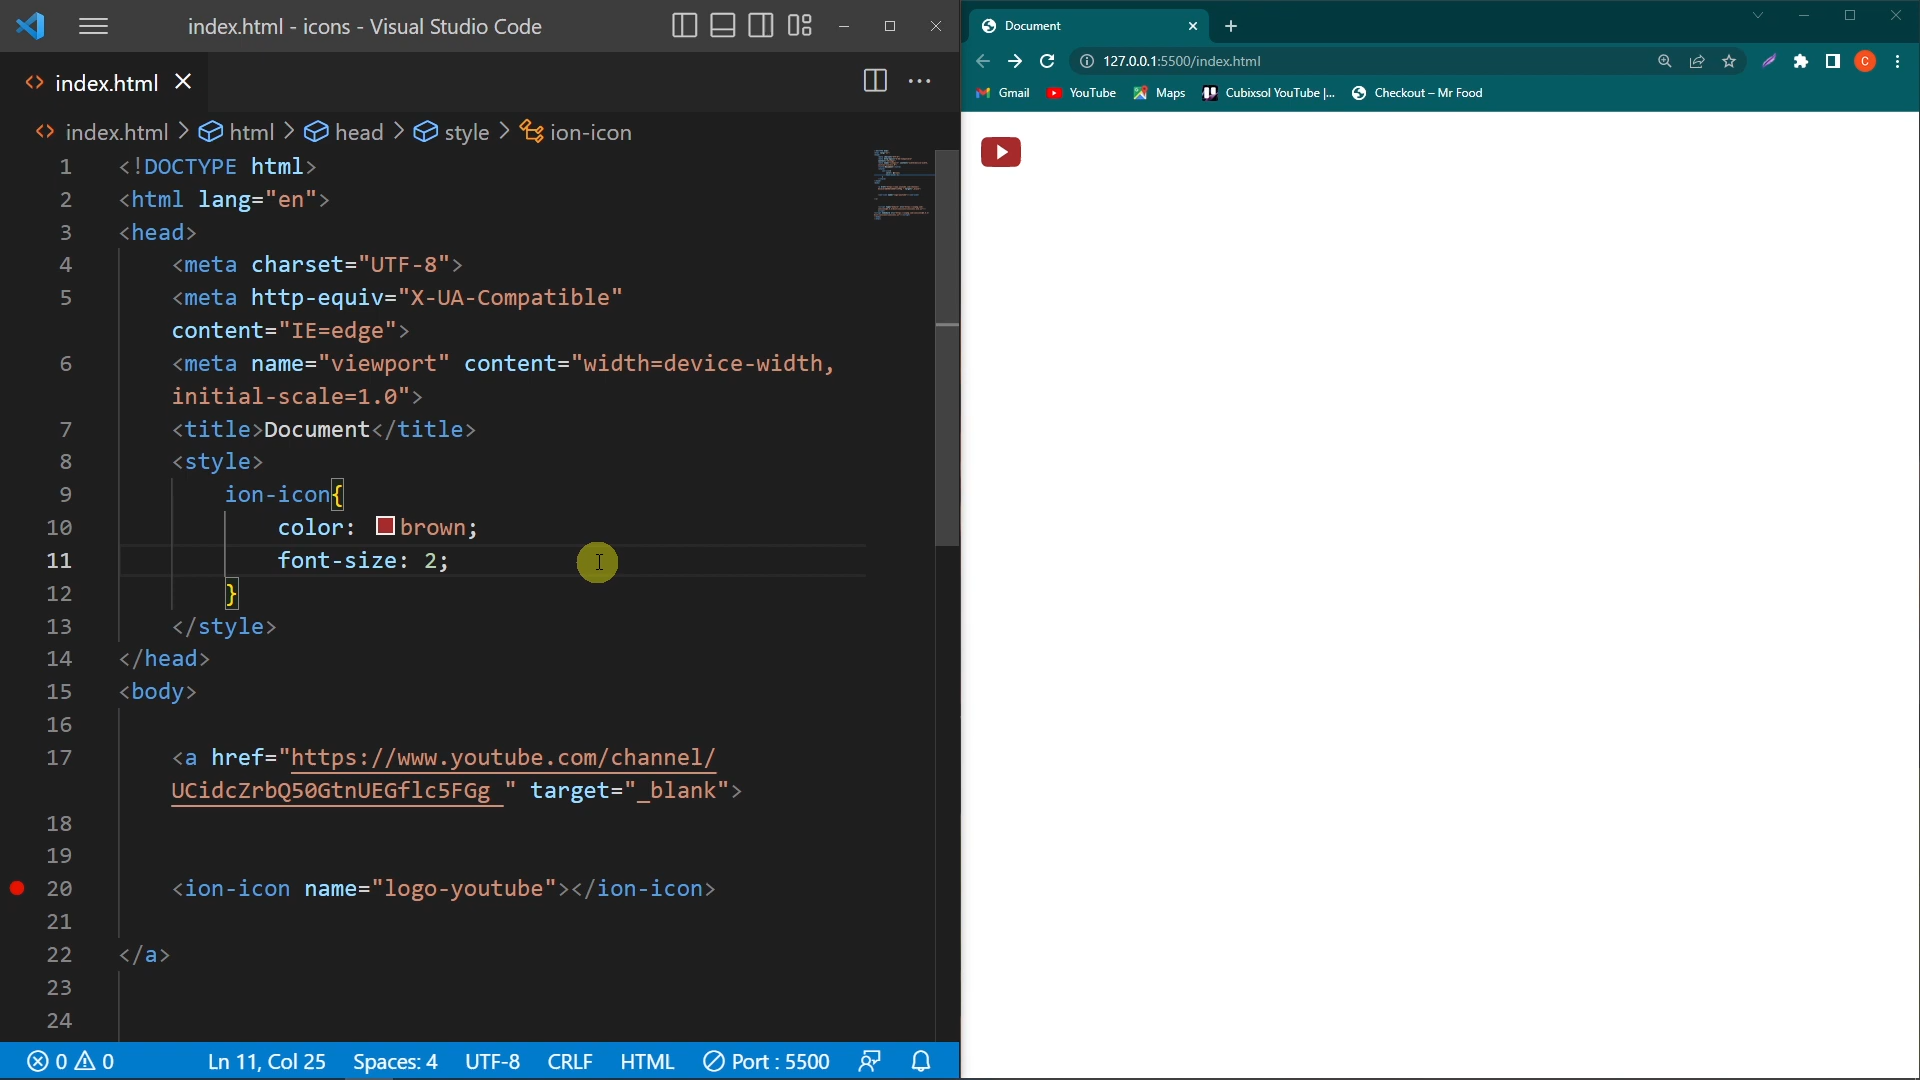 index.html - icons - Visual Studio Code
index.html
index.html > html > head > style > ion-icon
1 <!DOCTYPE html>
2 <html lang="en">
3 <head>
4 <meta charset="UTF-8">
5 <meta http-equiv="X-UA-Compatible"
content="IE=edge">
6 <meta name="viewport" content="width=device-width,
initial-scale=1.0">
7 <title>Document</title>
8 <style>
9 ion-icon{
10 color: brown;
11 font-size: 2;
12 }
13 </style>
14 </head>
15 <body>
16
17 <a href="https://www.youtube.com/channel/
UCidcZrbQ50GtnUEGflc5FGg " target="_blank">
18
19
20 <ion-icon name="logo-youtube"></ion-icon>
21
22 </a>
23
24
0 0 Ln 11, Col 25 Spaces: 4 UTF-8 CRLF HTML Port : 5500
Document
127.0.0.1:5500/index.html
C
Gmail YouTube Maps Cubixsol YouTube |... Checkout – Mr Food